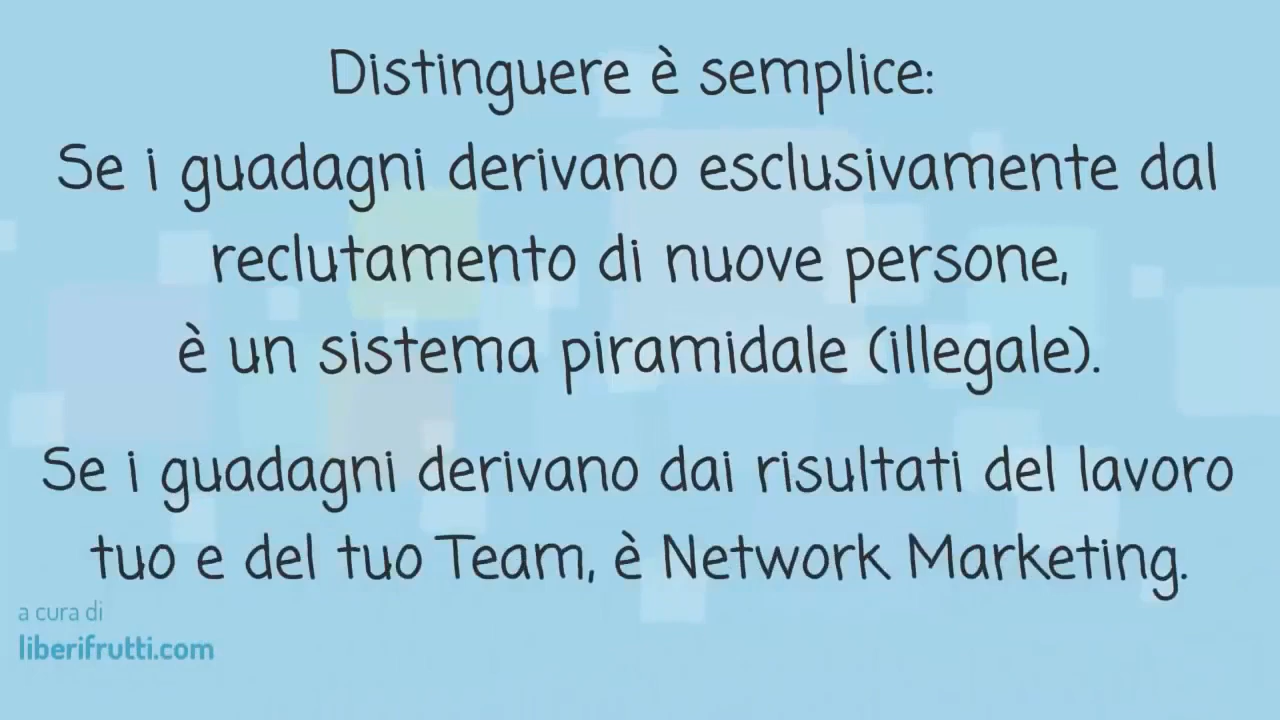 Distinguere è semplice:
Se i guadagni derivano esclusivamente dal
reclutamento di nuove persone,
è un sistema piramidale (illegale).
Se i guadagni derivano dai risultati del lavoro
tuo e del tuo Team, è Network Marketing.
a cura di
liberifrutti.com